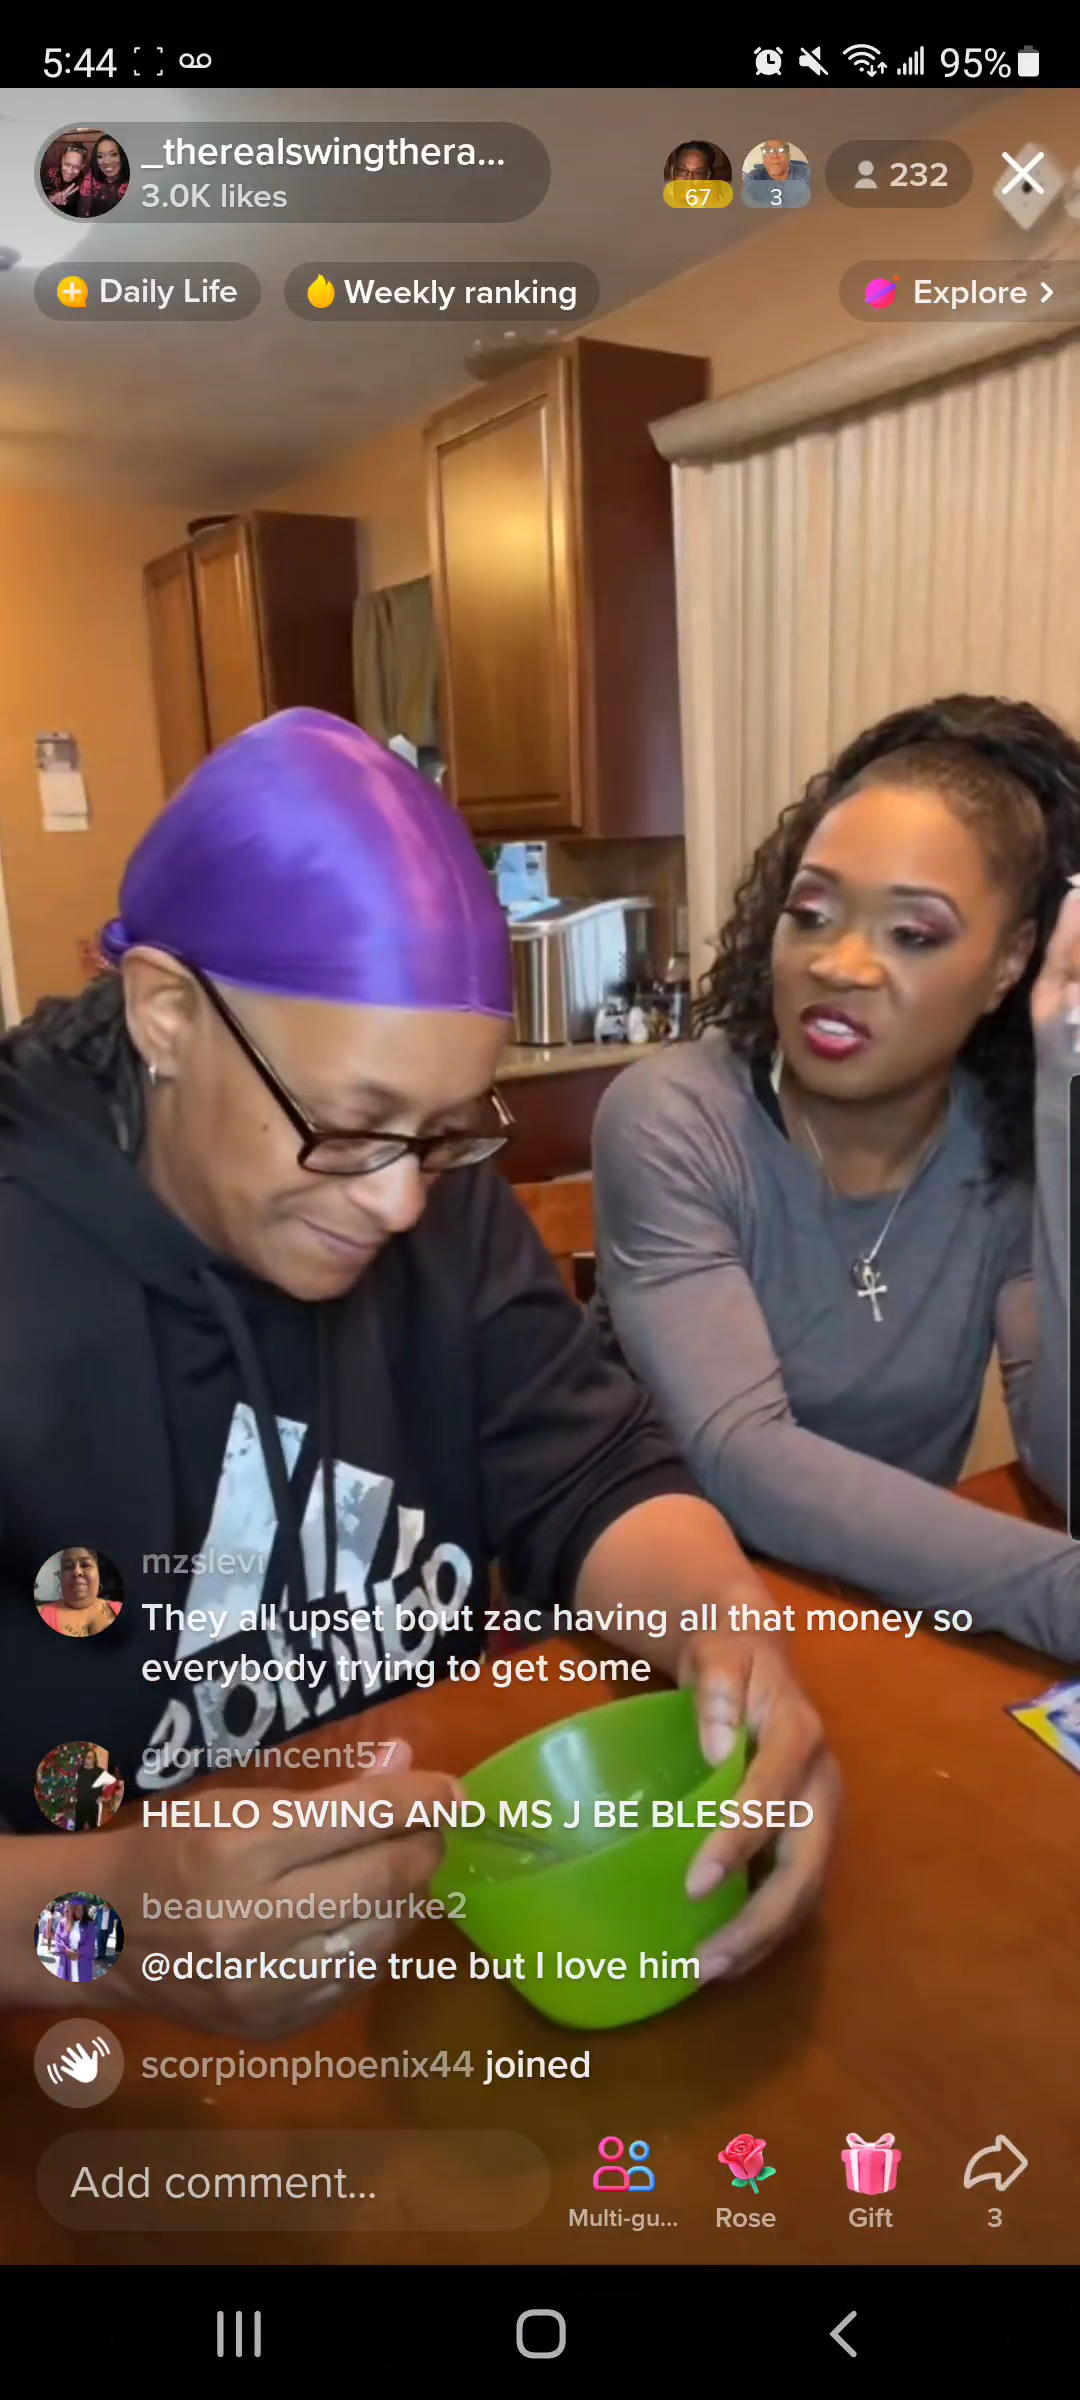 5:44
95%
_therealswingthera...
3.0K likes
67
3
232
Daily Life
Weekly ranking
Explore >
mzslevi
They all upset bout zac having all that money so
everybody trying to get some
gloriavincent57
HELLO SWING AND MS J BE BLESSED
beauwonderburke2
@dclarkcurrie true but I love him
scorpionphoenix44 joined
Add comment...
Multi-gu...
Rose
Gift
3